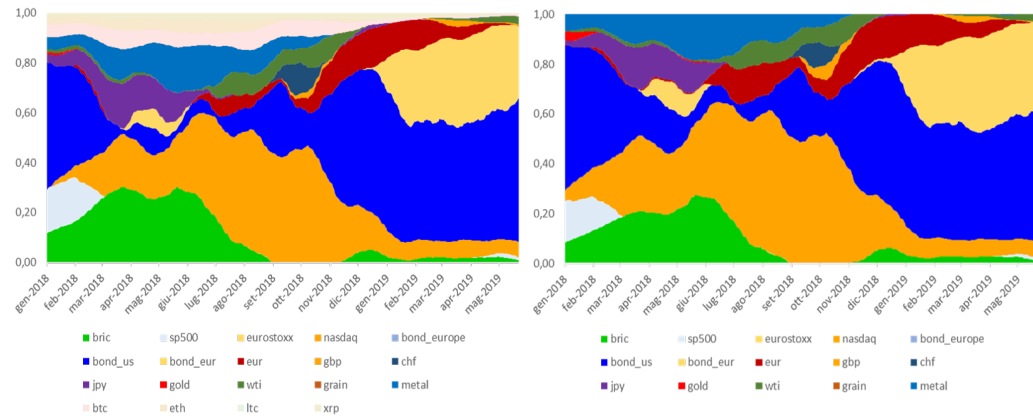 1,00
0,80
0,60
0,40
0,20
0,00
gen-2018
feb-2018
mar-2018
apr-2018
mag-2018
giu-2018
lug-2018
ago-2018
set-2018
ott-2018
nov-2018
dic-2018
gen-2019
feb-2019
mar-2019
apr-2019
mag-2019
bric sp500 eurostoxx nasdaq bond_europe
bond_us bond_eur eur gbp chf
jpy gold wti grain metal
btc eth ltc xrp
1,00
0,80
0,60
0,40
0,20
0,00
gen-2018
feb-2018
mar-2018
apr-2018
mag-2018
giu-2018
lug-2018
ago-2018
set-2018
ott-2018
nov-2018
dic-2018
gen-2019
feb-2019
mar-2019
apr-2019
mag-2019
bric sp500 eurostoxx nasdaq bond_europe
bond_us bond_eur eur gbp chf
jpy gold wti grain metal